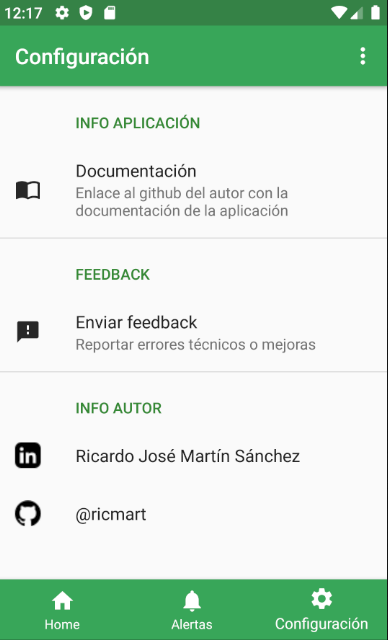 12:17
Configuración
INFO APLICACIÓN
Documentación
Enlace al github del autor con la
documentación de la aplicación
FEEDBACK
Enviar feedback
Reportar errores técnicos o mejoras
INFO AUTOR
in
Ricardo José Martín Sánchez
@ricmart
Home
Alertas
Configuración